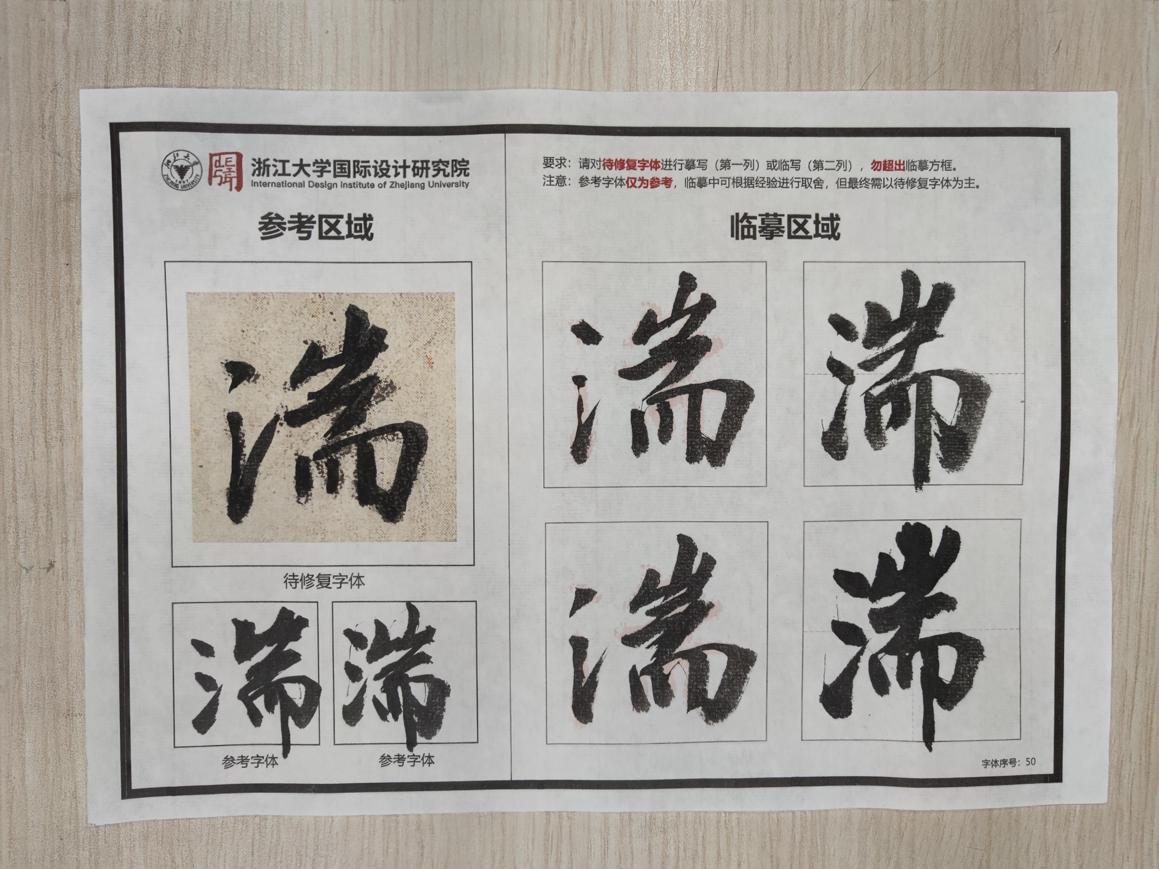 浙江大学国际设计研究院
International Design Institute of Zhejiang University
要求：请对待修复字体进行摹写（第一列）或临写（第二列），勿超出临摹方框。
注意：参考字体仅为参考，临摹中可根据经验进行取舍，但最终需以待修复字体为主。
参考区域
湍
待修复字体
湍 湍
参考字体 参考字体
临摹区域
湍 湍
湍 湍
字体序号：50